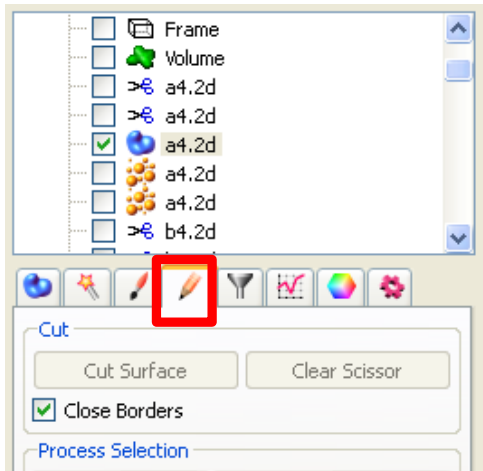 Frame
Volume
a4.2d
a4.2d
a4.2d
a4.2d
a4.2d
b4.2d
Cut
Cut Surface Clear Scissor
Close Borders
Process Selection